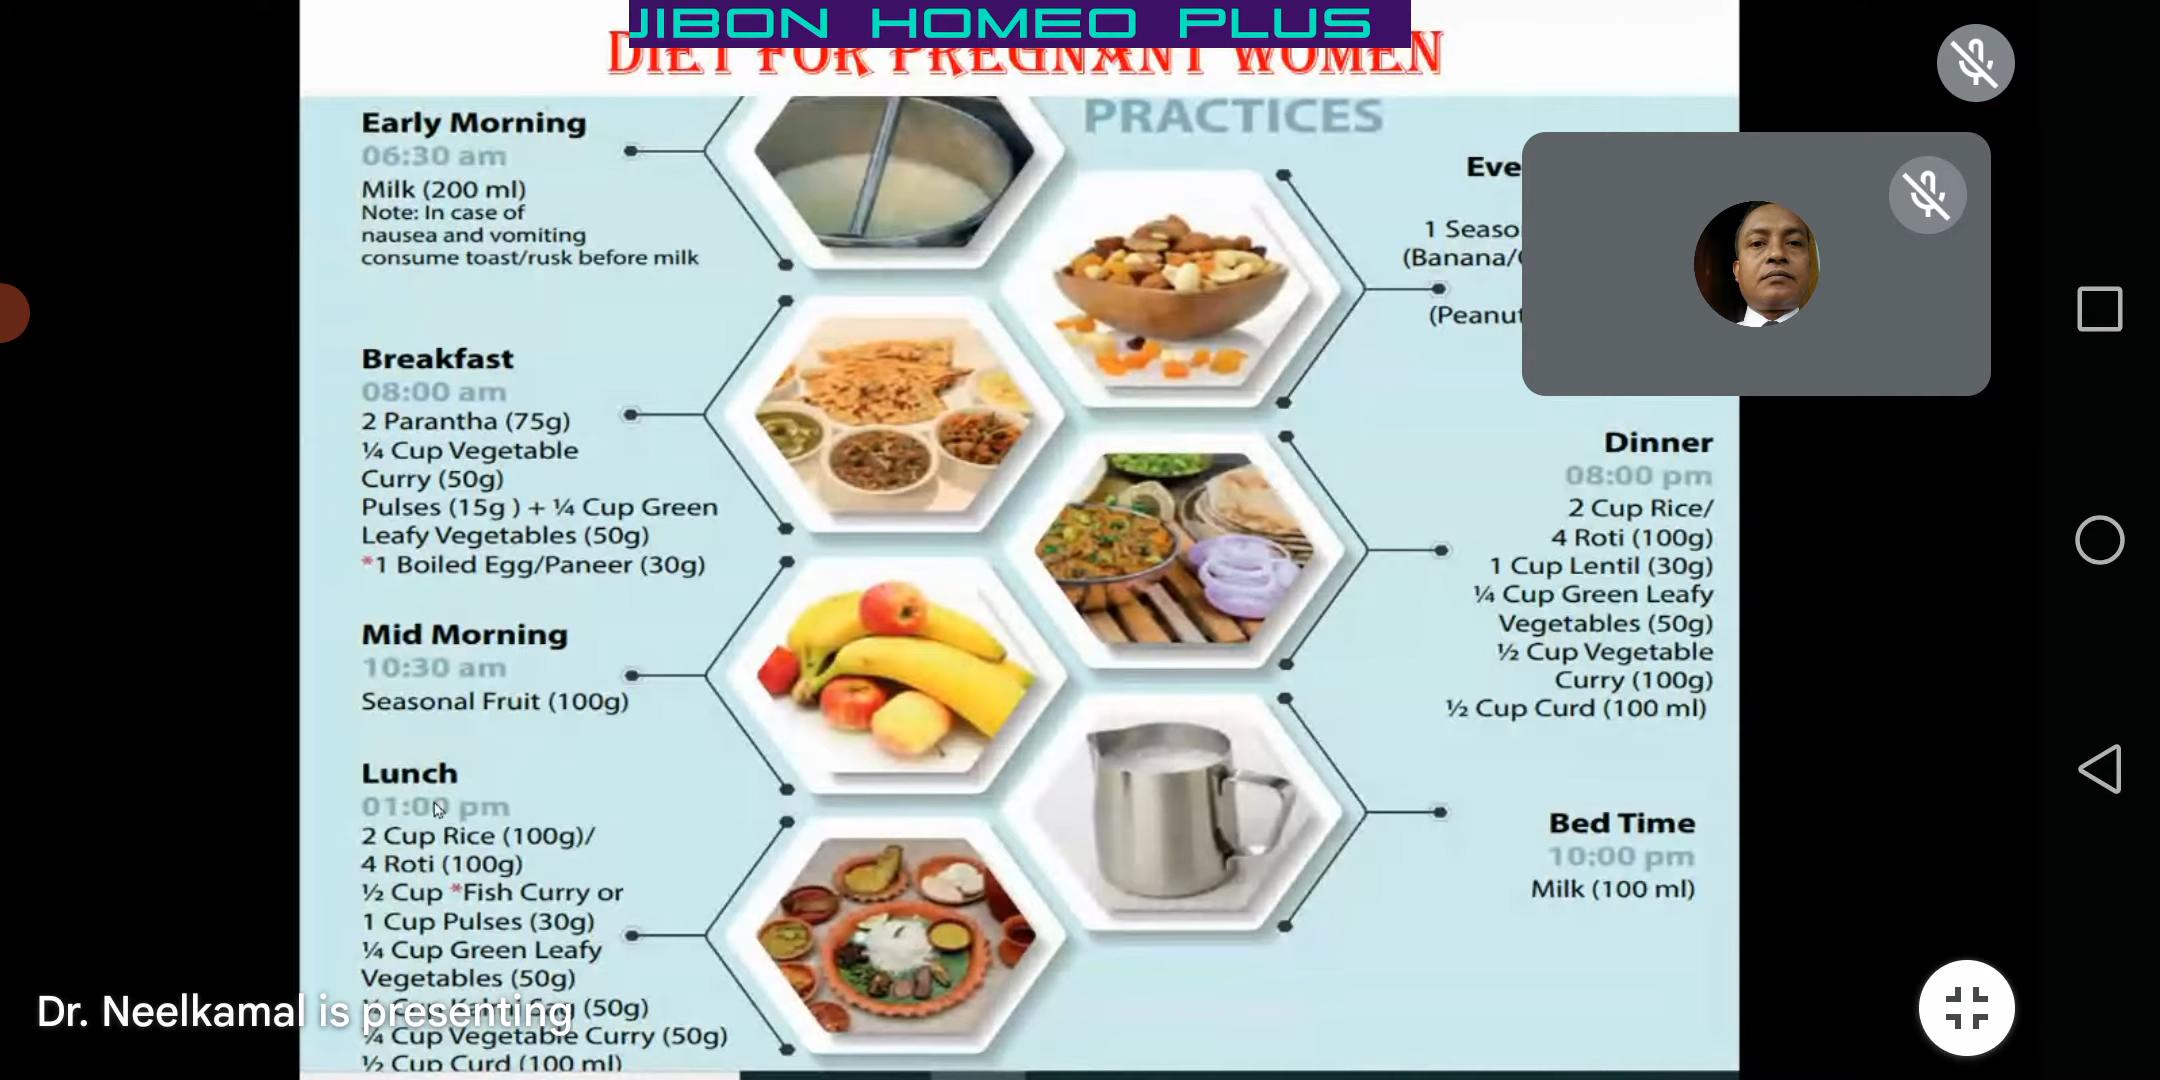 JIBON HOMEO PLUS
DIET FOR PREGNANT WOMEN
PRACTICES
Early Morning
06:30 am
Milk (200 ml)
Note: In case of
nausea and vomiting
consume toast/rusk before milk
Breakfast
08:00 am
2 Parantha (75g)
¼ Cup Vegetable
Curry (50g)
Pulses (15g ) + ¼ Cup Green
Leafy Vegetables (50g)
*1 Boiled Egg/Paneer (30g)
Mid Morning
10:30 am
Seasonal Fruit (100g)
Lunch
01:00 pm
2 Cup Rice (100g)/
4 Roti (100g)
½ Cup *Fish Curry or
1 Cup Pulses (30g)
¼ Cup Green Leafy
Vegetables (50g)
Cup (50g)
¼ Cup Vegetable Curry (50g)
½ Cup Curd (100 ml)
1
(Banana/
Dinner
08:00 pm
2 Cup Rice/
4 Roti (100g)
1 Cup Lentil (30g)
¼ Cup Green Leafy
Vegetables (50g)
½ Cup Vegetable
Curry (100g)
½ Cup Curd (100 ml)
Bed Time
10:00 pm
Milk (100 ml)
Dr. Neelkamal is presenting